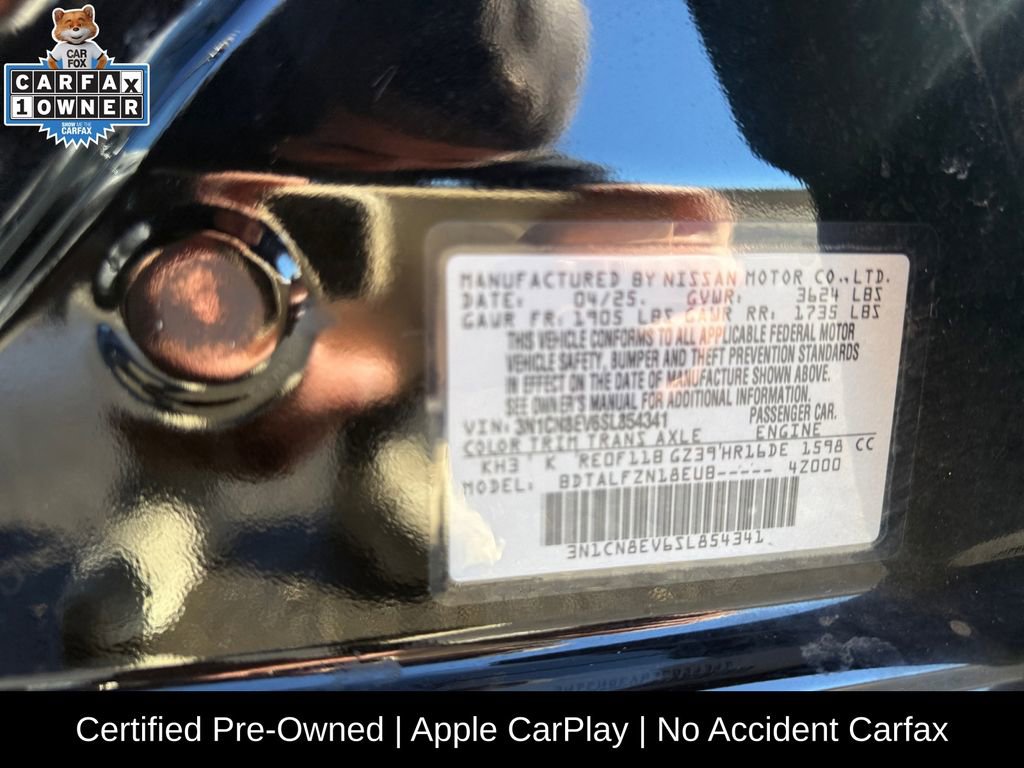 CAR
FOX
CARFAX
1 OWNER
SHOW ME THE
CARFAX
MANUFACTURED BY NISSAN MOTOR CO.,LTD.
DATE: 04/25. GVWR: 3624 LBS
GAWR FR: 1905 LBS GAWR RR: 1735 LBS
THIS VEHICLE CONFORMS TO ALL APPLICABLE FEDERAL MOTOR
VEHICLE SAFETY, BUMPER AND THEFT PREVENTION STANDARDS
IN EFFECT ON THE DATE OF MANUFACTURE SHOWN ABOVE.
SEE OWNER'S MANUAL FOR ADDITIONAL INFORMATION.
VIN: 3N1CN8EV6SL854341 PASSENGER CAR.
COLOR TRIM TRANS AXLE ENGINE
KH3 K RE0F11B GZ39 HR16DE 1598 CC
MODEL: BDTALFZN18EUB----- 4Z000
3N1CN8EV6SL854341
Certified Pre-Owned | Apple CarPlay | No Accident Carfax